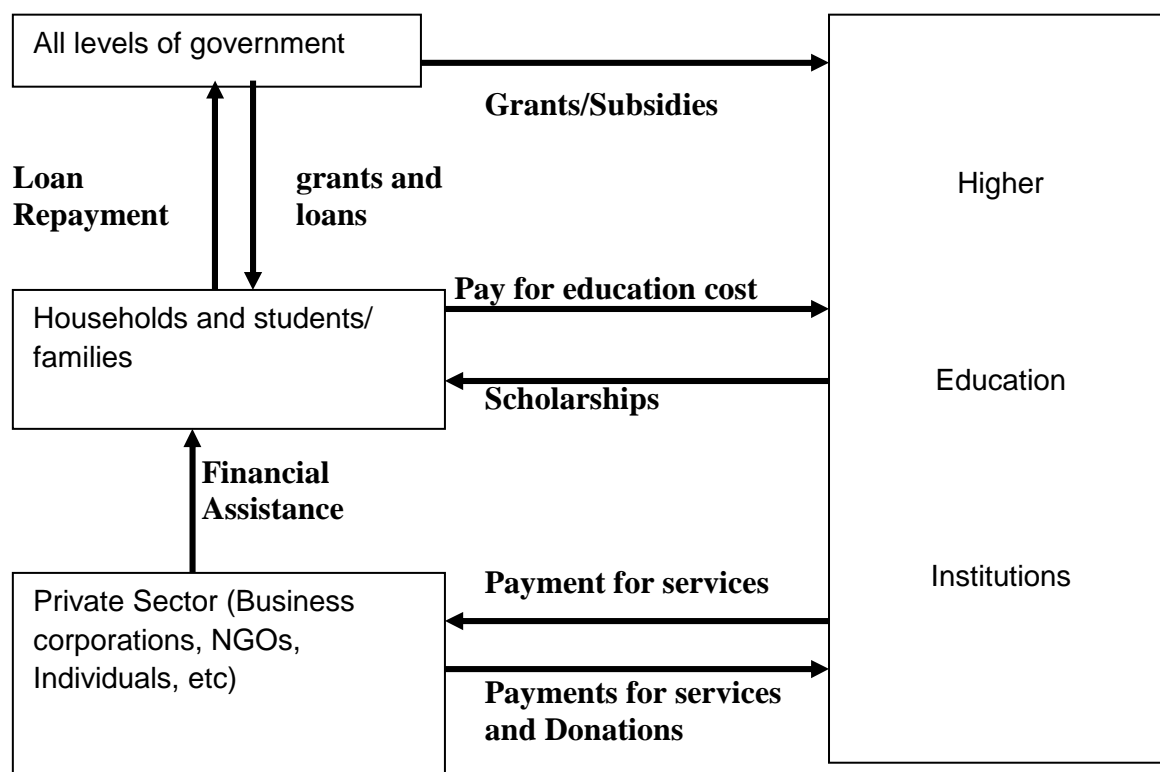 All levels of government
Grants/Subsidies
Loan
Repayment
grants and
loans
Higher
Pay for education cost
Households and students/
families
Scholarships
Education
Financial
Assistance
Payment for services
Institutions
Private Sector (Business
corporations, NGOs,
Individuals, etc)
Payments for services
and Donations